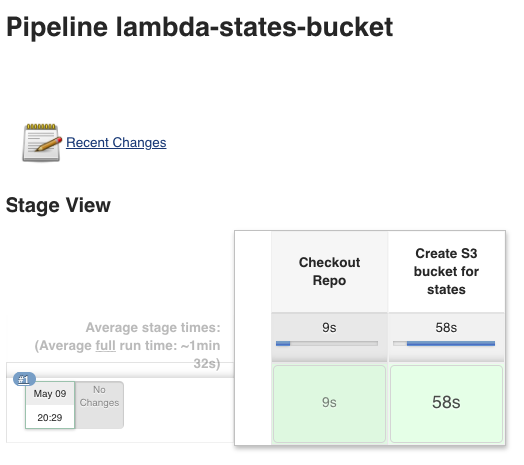 Pipeline lambda-states-bucket
Recent Changes
Stage View
Checkout
Repo
Create S3
bucket for
states
Average stage times:
(Average full run time: ~1min
32s)
9s
58s
#1
May 09
20:29
No
Changes
9s
58s